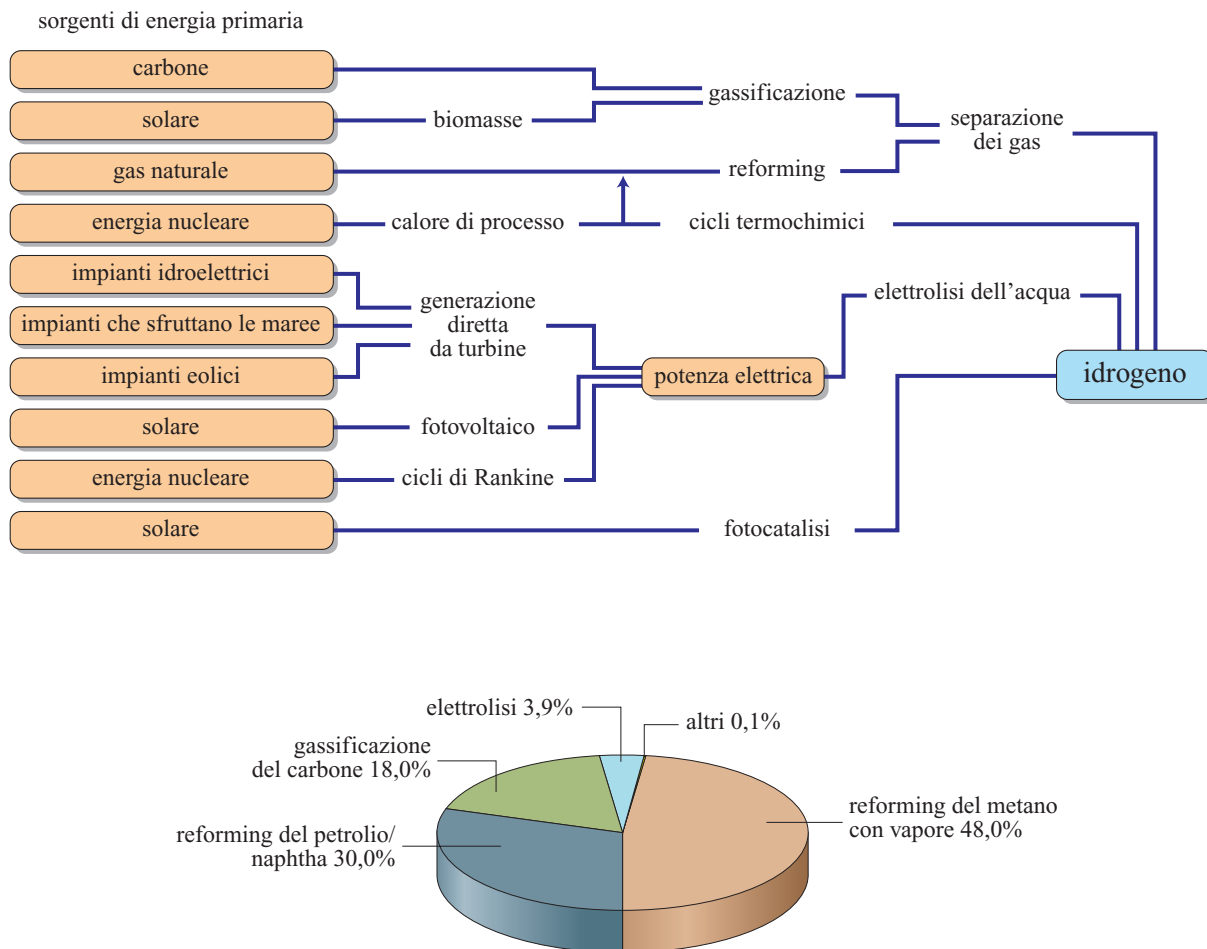 sorgenti di energia primaria
carbone
gassificazione
solare
biomasse
separazione
dei gas
gas naturale
reforming
energia nucleare
calore di processo
cicli termochimici
impianti idroelettrici
impianti che sfruttano le maree
impianti eolici
generazione
diretta
da turbine
elettrolisi dell'acqua
potenza elettrica
idrogeno
solare
fotovoltaico
energia nucleare
cicli di Rankine
solare
fotocatalisi
elettrolisi 3,9%
altri 0,1%
gassificazione
del carbone 18,0%
reforming del metano
con vapore 48,0%
reforming del petrolio/
naphtha 30,0%